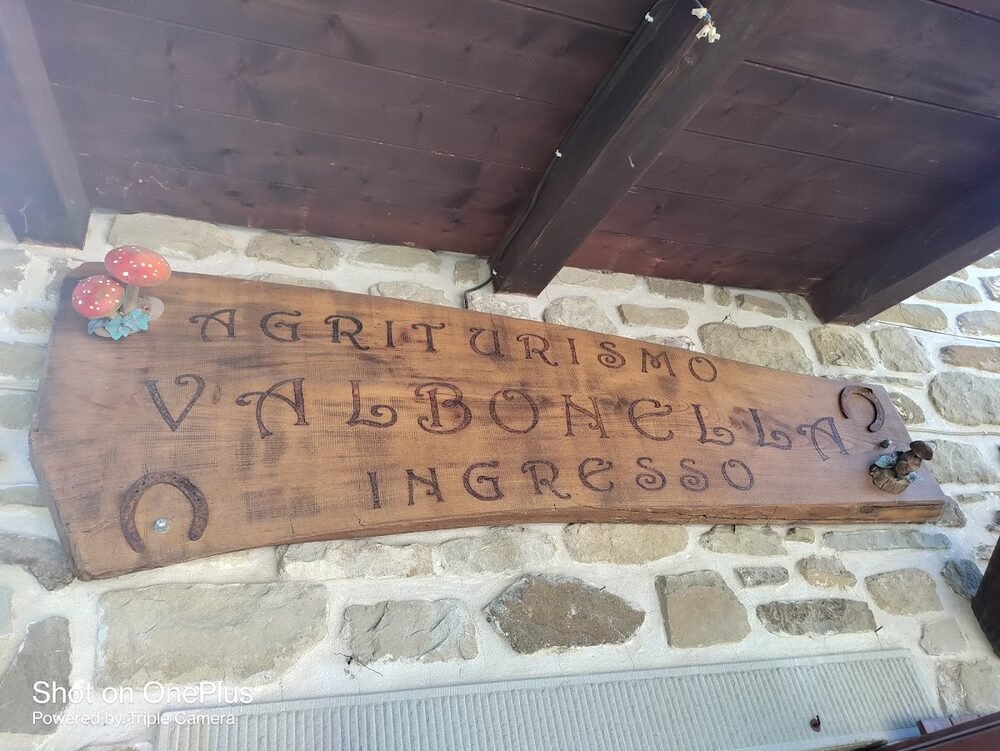 AGRITURISMO
VALBONELLA
INGRESSO
Shot on OnePlus
Powered by Triple Camera